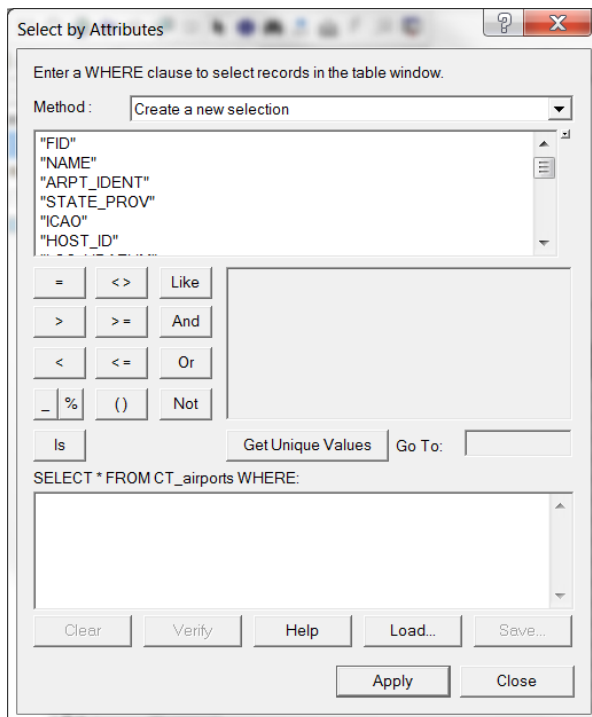 Select by Attributes
Enter a WHERE clause to select records in the table window.
Method : Create a new selection
"FID"
"NAME"
"ARPT_IDENT"
"STATE_PROV"
"ICAO"
"HOST_ID"
= <> Like
> >= And
< <= Or
_ % () Not
Is Get Unique Values Go To:
SELECT * FROM CT_airports WHERE:
Clear Verify Help Load... Save...
Apply Close